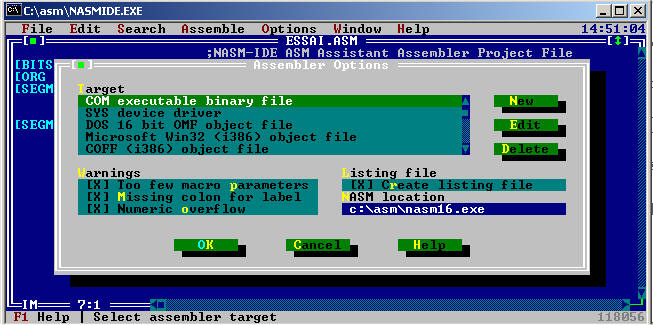 C:\asm\NASMIDE.EXE
File Edit Search Assemble Options Window Help 14:51:04
ESSAI.ASM
;NASM-IDE ASM Assistant Assembler Project File
[BITS
[ORG
[SEGM
[SEGM
Assembler Options
Target
COM executable binary file
SYS device driver
DOS 16 bit OMF object file
Microsoft Win32 (i386) object file
COFF (i386) object file
New
Edit
Delete
Warnings
[X] Too few macro parameters
[X] Missing colon for label
[X] Numeric overflow
Listing file
[X] Create listing file
NASM location
c:\asm\nasm16.exe
OK Cancel Help
IM 7:1
F1 Help | Select assembler target 118056